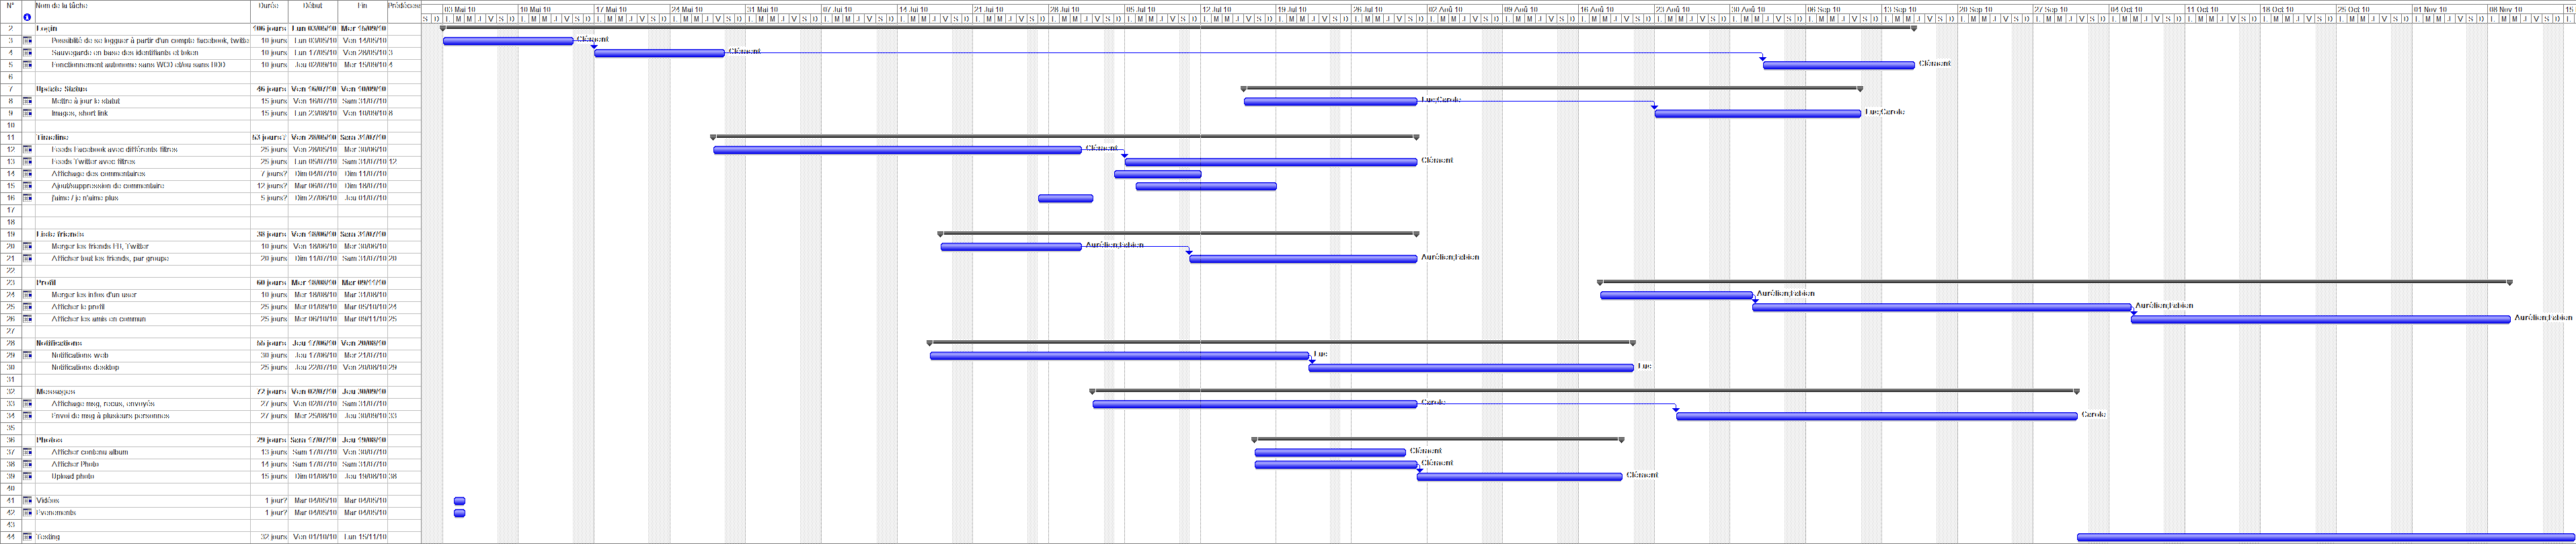 N° Nom de la tâche Durée Début Fin Prédéces
03 Mai 10 10 Mai 10 17 Mai 10 24 Mai 10 31 Mai 10 07 Jui 10 14 Jui 10 21 Jui 10 28 Jui 10 05 Jul 10 12 Jul 10 19 Jul 10 26 Jul 10 02 Aoû 10 09 Aoû 10 16 Aoû 10 23 Aoû 10 30 Aoû 10 06 Sep 10 13 Sep 10 20 Sep 10 27 Sep 10 04 Oct 10 11 Oct 10 18 Oct 10 25 Oct 10 01 Nov 10 08 Nov 10 15
2 Login 106 jours Lun 03/05/10 Mer 15/09/10
3 Possiblité de se logguer à partir d'un compte facebook, twitte 10 jours Lun 03/05/10 Ven 14/05/10 Clément
4 Sauvegarde en base des identifiants et token 10 jours Lun 17/05/10 Ven 28/05/10 3 Clément
5 Fonctionnement autonome sans WCD et/ou sans BDD 10 jours Jeu 02/09/10 Mer 15/09/10 4 Clément
6
7 Update Status 46 jours Ven 16/07/10 Ven 10/09/10
8 Mettre à jour le statut 15 jours Ven 16/07/10 Sam 31/07/10 Luc;Carole
9 Images, short link 15 jours Lun 23/08/10 Ven 10/09/10 8 Luc;Carole
10
11 Timeline 53 jours? Ven 28/05/10 Sam 31/07/10
12 Feeds Facebook avec différents filtres 25 jours Ven 28/05/10 Mer 30/06/10 Clément
13 Feeds Twitter avec filtres 25 jours Lun 05/07/10 Sam 31/07/10 12 Clément
14 Affichage des commentaires 7 jours? Dim 04/07/10 Dim 11/07/10
15 Ajout/suppression de commentaire 12 jours? Mar 06/07/10 Dim 18/07/10
16 j'aime / je n'aime plus 5 jours? Dim 27/06/10 Jeu 01/07/10
17
18
19 Liste friends 38 jours Ven 18/06/10 Sam 31/07/10
20 Merger les friends FB, Twitter 10 jours Ven 18/06/10 Mer 30/06/10 Aurélien;Fabien
21 Afficher tout les friends, par groupe 20 jours Dim 11/07/10 Sam 31/07/10 20 Aurélien;Fabien
22
23 Profil 60 jours Mer 18/08/10 Mar 09/11/10
24 Merger les infos d'un user 10 jours Mer 18/08/10 Mar 31/08/10 Aurélien;Fabien
25 Afficher le profil 25 jours Mer 01/09/10 Mar 05/10/10 24 Aurélien;Fabien
26 Afficher les amis en commun 25 jours Mer 06/10/10 Mar 09/11/10 25 Aurélien;Fabien
27
28 Notifications 55 jours Jeu 17/06/10 Ven 20/08/10
29 Notifications web 30 jours Jeu 17/06/10 Mer 21/07/10 Luc
30 Notifications desktop 25 jours Jeu 22/07/10 Ven 20/08/10 29 Luc
31
32 Messages 72 jours Ven 02/07/10 Jeu 30/09/10
33 Affichage msg, recus, envoyés 27 jours Ven 02/07/10 Sam 31/07/10 Carole
34 Envoi de msg à plusieurs personnes 27 jours Mer 25/08/10 Jeu 30/09/10 33 Carole
35
36 Photos 29 jours Sam 17/07/10 Jeu 19/08/10
37 Afficher contenu album 13 jours Sam 17/07/10 Ven 30/07/10 Clément
38 Afficher Photo 14 jours Sam 17/07/10 Sam 31/07/10 Clément
39 Upload photo 15 jours Dim 01/08/10 Jeu 19/08/10 38 Clément
40
41 Vidéos 1 jour? Mar 04/05/10 Mar 04/05/10
42 Evenements 1 jour? Mar 04/05/10 Mar 04/05/10
43
44 Testing 32 jours Ven 01/10/10 Lun 15/11/10